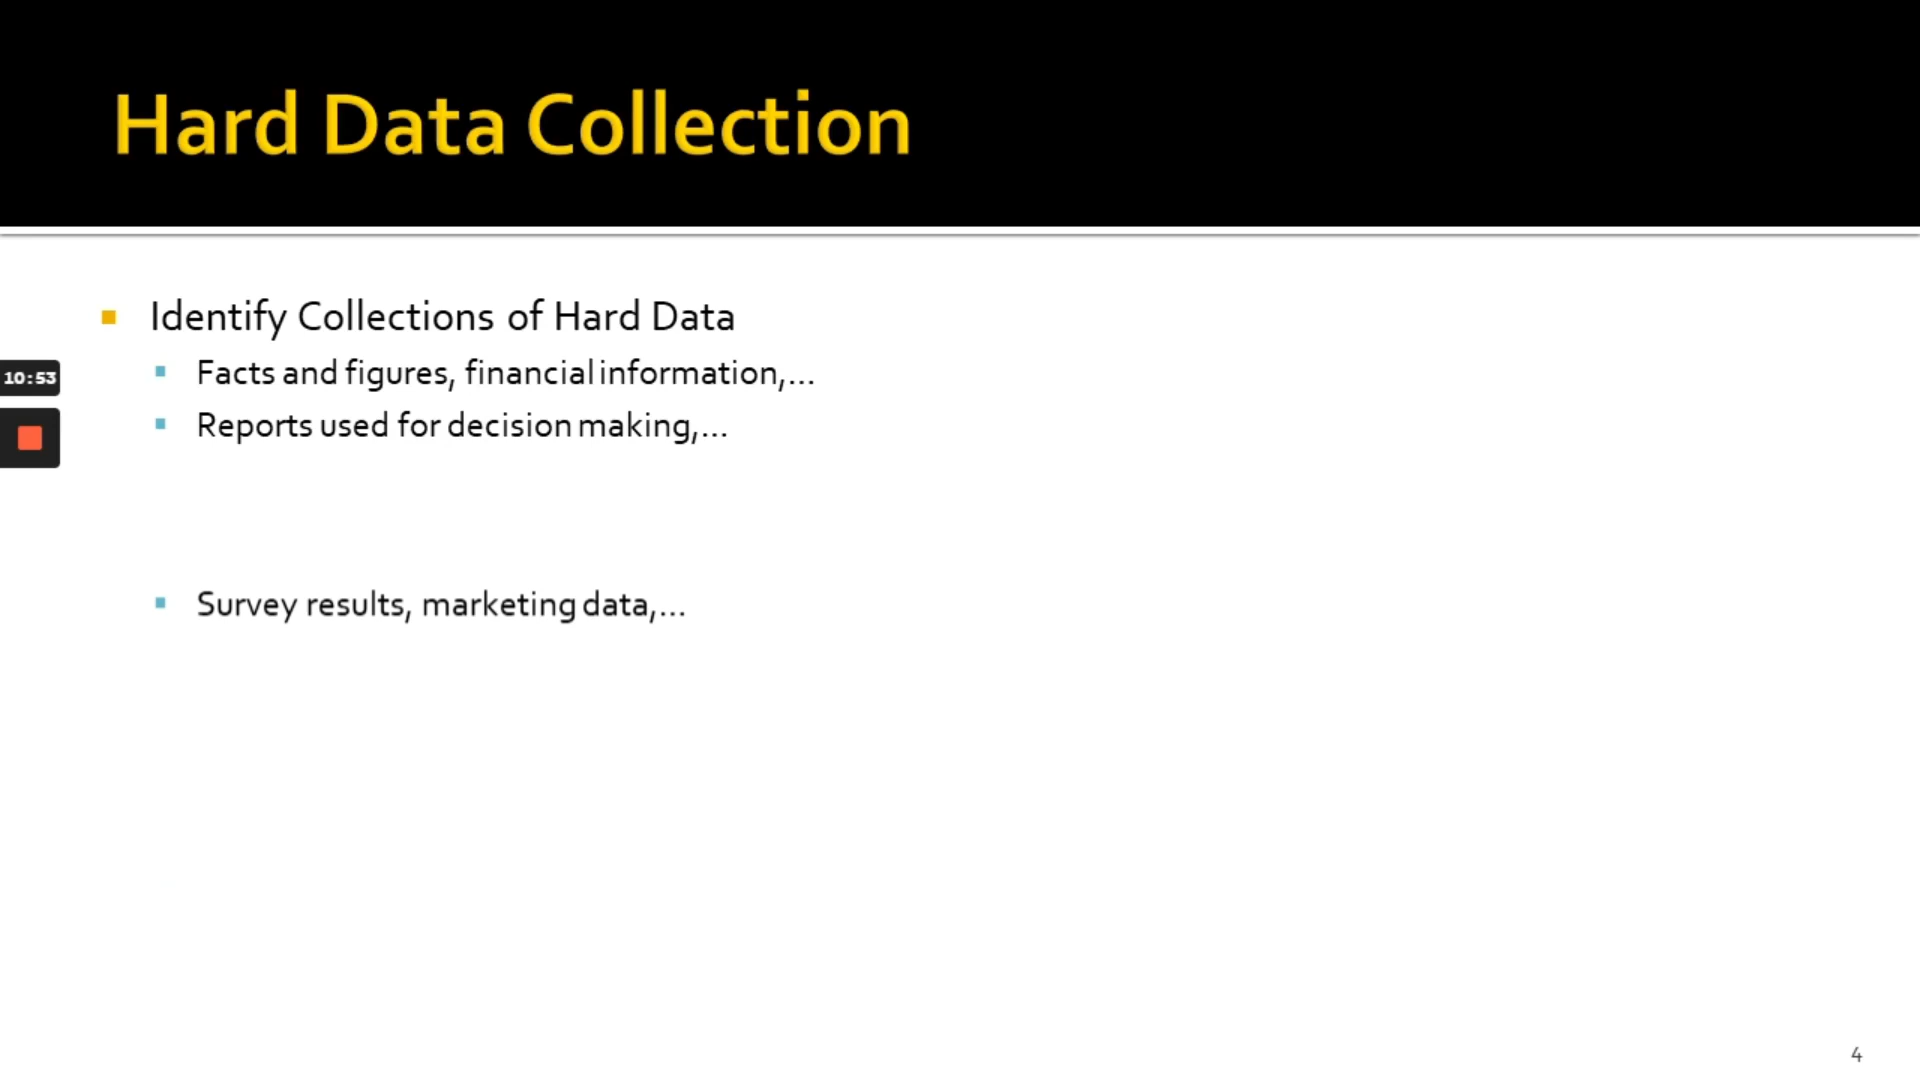 Hard Data Collection
Identify Collections of Hard Data
Facts and figures, financial information,...
10:53
Reports used for decision making,...
Survey results, marketing data,...
4